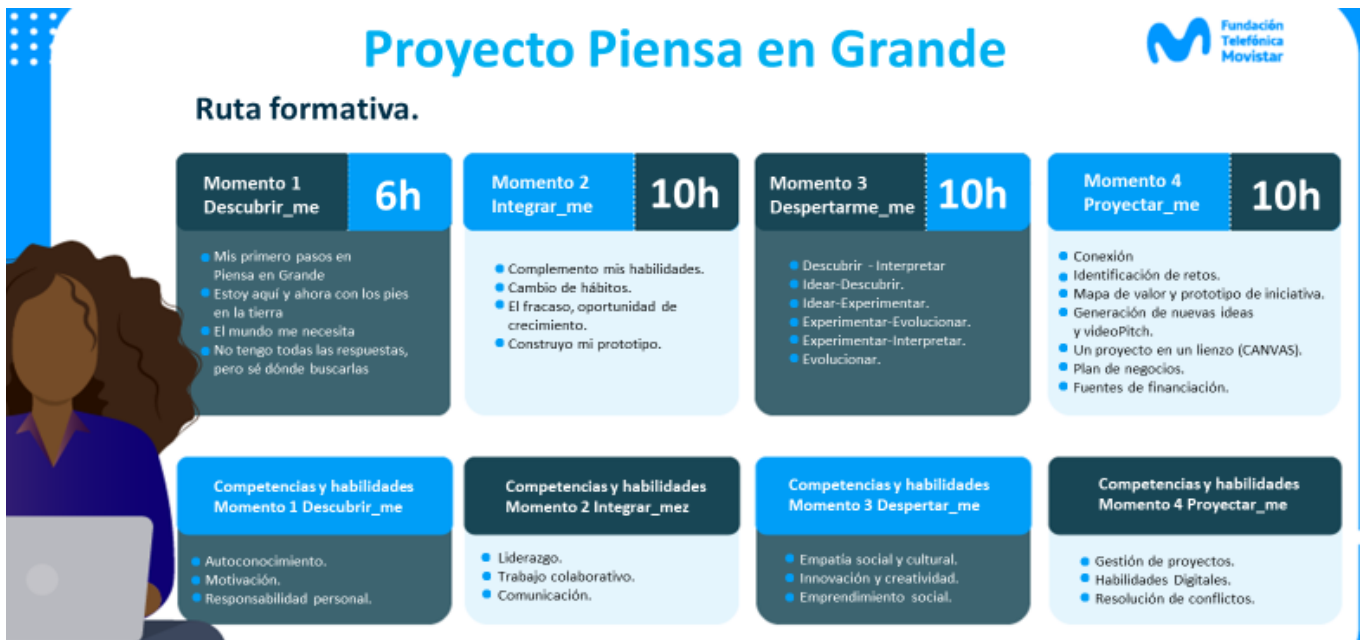 Proyecto Piensa en Grande
Fundación
Telefónica
Movistar
Ruta formativa.
Momento 1
Descubrir_me
6h
Mis primero pasos en
Piensa en Grande
Estoy aquí y ahora con los pies
en la tierra
El mundo me necesita
No tengo todas las respuestas,
pero sé dónde buscarlas
Momento 2
Integrar_me
10h
Complemento mis habilidades.
Cambio de hábitos.
El fracaso, oportunidad de
crecimiento.
Construyo mi prototipo.
Momento 3
Despertarme_me
10h
Descubrir - Interpretar
Idear-Descubrir.
Idear-Experimentar.
Experimentar-Evolucionar.
Experimentar-Interpretar.
Evolucionar.
Momento 4
Proyectar_me
10h
Conexión
Identificación de retos.
Mapa de valor y prototipo de iniciativa.
Generación de nuevas ideas
y videoPitch.
Un proyecto en un lienzo (CANVAS).
Plan de negocios.
Fuentes de financiación.
Competencias y habilidades
Momento 1 Descubrir_me
Autoconocimiento.
Motivación.
Responsabilidad personal.
Competencias y habilidades
Momento 2 Integrar_mez
Liderazgo.
Trabajo colaborativo.
Comunicación.
Competencias y habilidades
Momento 3 Despertar_me
Empatía social y cultural.
Innovación y creatividad.
Emprendimiento social.
Competencias y habilidades
Momento 4 Proyectar_me
Gestión de proyectos.
Habilidades Digitales.
Resolución de conflictos.